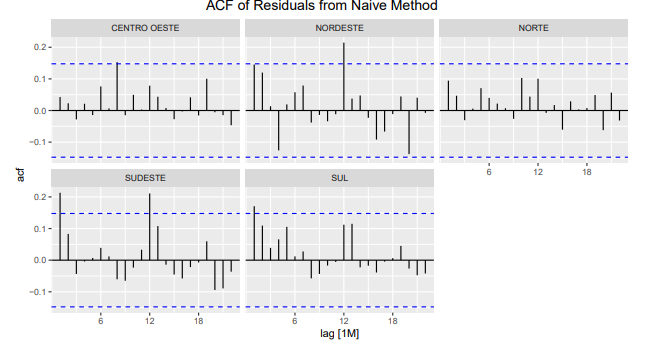 ACF of Residuals from Naive Method
CENTRO OESTE
NORDESTE
NORTE
0.2
0.1
0.0
−0.1
6
12
18
SUDESTE
SUL
0.2
0.1
0.0
−0.1
6
12
18
6
12
18
acf
lag [1M]